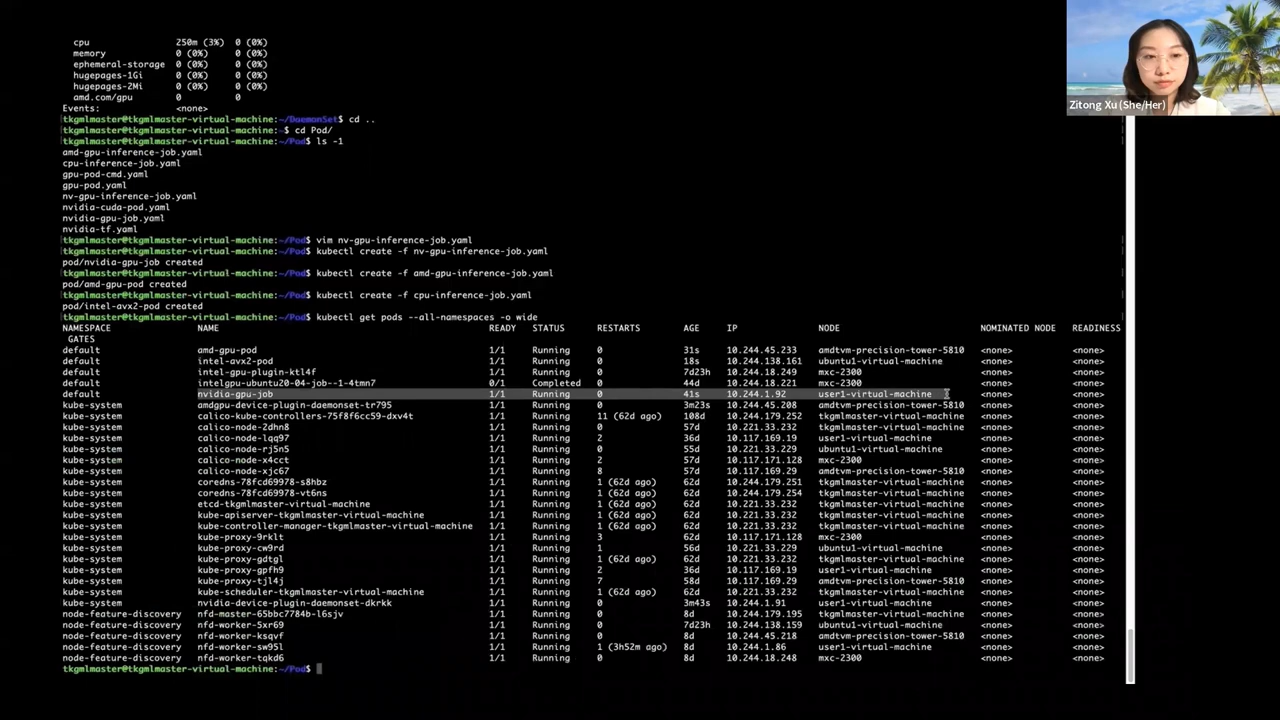 cpu 250m (3%) 0 (0%)
memory 0 (0%) 0 (0%)
ephemeral-storage 0 (0%) 0 (0%)
hugepages-1Gi 0 (0%) 0 (0%)
hugepages-2Mi 0 (0%) 0 (0%)
amd.com/gpu 0 0
Events: <none>
tkgmlmaster@tkgmlmaster-virtual-machine:~/DaemonSet$ cd ..
tkgmlmaster@tkgmlmaster-virtual-machine:~$ cd Pod/
tkgmlmaster@tkgmlmaster-virtual-machine:~/Pod$ ls -1
amd-gpu-inference-job.yaml
cpu-inference-job.yaml
gpu-pod-cmd.yaml
gpu-pod.yaml
nv-gpu-inference-job.yaml
nvidia-cuda-pod.yaml
nvidia-gpu-job.yaml
nvidia-tf.yaml
tkgmlmaster@tkgmlmaster-virtual-machine:~/Pod$ vim nv-gpu-inference-job.yaml
tkgmlmaster@tkgmlmaster-virtual-machine:~/Pod$ kubectl create -f nv-gpu-inference-job.yaml
pod/nvidia-gpu-job created
tkgmlmaster@tkgmlmaster-virtual-machine:~/Pod$ kubectl create -f amd-gpu-inference-job.yaml
pod/amd-gpu-pod created
tkgmlmaster@tkgmlmaster-virtual-machine:~/Pod$ kubectl create -f cpu-inference-job.yaml
pod/intel-avx2-pod created
tkgmlmaster@tkgmlmaster-virtual-machine:~/Pod$ kubectl get pods --all-namespaces -o wide
NAMESPACE NAME READY STATUS RESTARTS AGE IP NODE NOMINATED NODE READINESS
GATES
default amd-gpu-pod 1/1 Running 0 31s 10.244.45.233 amdtvm-precision-tower-5810 <none> <none>
default intel-avx2-pod 1/1 Running 0 18s 10.244.138.161 ubuntu1-virtual-machine <none> <none>
default intel-gpu-plugin-ktl4f 1/1 Running 0 7d23h 10.244.18.249 mxc-2300 <none> <none>
default intelgpu-ubuntu20-04-job--1-4tmn7 0/1 Completed 0 44d 10.244.18.221 mxc-2300 <none> <none>
default nvidia-gpu-job 1/1 Running 0 41s 10.244.1.92 user1-virtual-machine <none> <none>
kube-system amdgpu-device-plugin-daemonset-tr795 1/1 Running 0 3m23s 10.244.45.208 amdtvm-precision-tower-5810 <none> <none>
kube-system calico-kube-controllers-75f8f6cc59-dxv4t 1/1 Running 11 (62d ago) 108d 10.244.179.252 tkgmlmaster-virtual-machine <none> <none>
kube-system calico-node-2dhn8 1/1 Running 0 57d 10.221.33.232 tkgmlmaster-virtual-machine <none> <none>
kube-system calico-node-lqq97 1/1 Running 2 36d 10.117.169.19 user1-virtual-machine <none> <none>
kube-system calico-node-rj5n5 1/1 Running 0 55d 10.221.33.229 ubuntu1-virtual-machine <none> <none>
kube-system calico-node-x4cct 1/1 Running 2 57d 10.117.171.128 mxc-2300 <none> <none>
kube-system calico-node-xjc67 1/1 Running 8 57d 10.117.169.29 amdtvm-precision-tower-5810 <none> <none>
kube-system coredns-78fcd69978-s8hbz 1/1 Running 1 (62d ago) 62d 10.244.179.251 tkgmlmaster-virtual-machine <none> <none>
kube-system coredns-78fcd69978-vt6ns 1/1 Running 1 (62d ago) 62d 10.244.179.254 tkgmlmaster-virtual-machine <none> <none>
kube-system etcd-tkgmlmaster-virtual-machine 1/1 Running 1 (62d ago) 62d 10.221.33.232 tkgmlmaster-virtual-machine <none> <none>
kube-system kube-apiserver-tkgmlmaster-virtual-machine 1/1 Running 1 (62d ago) 62d 10.221.33.232 tkgmlmaster-virtual-machine <none> <none>
kube-system kube-controller-manager-tkgmlmaster-virtual-machine 1/1 Running 1 (62d ago) 62d 10.221.33.232 tkgmlmaster-virtual-machine <none> <none>
kube-system kube-proxy-9rklt 1/1 Running 3 62d 10.117.171.128 mxc-2300 <none> <none>
kube-system kube-proxy-cw9rd 1/1 Running 1 56d 10.221.33.229 ubuntu1-virtual-machine <none> <none>
kube-system kube-proxy-gdtgl 1/1 Running 1 (62d ago) 62d 10.221.33.232 tkgmlmaster-virtual-machine <none> <none>
kube-system kube-proxy-gpfh9 1/1 Running 2 36d 10.117.169.19 user1-virtual-machine <none> <none>
kube-system kube-proxy-tjl4j 1/1 Running 7 58d 10.117.169.29 amdtvm-precision-tower-5810 <none> <none>
kube-system kube-scheduler-tkgmlmaster-virtual-machine 1/1 Running 1 (62d ago) 62d 10.221.33.232 tkgmlmaster-virtual-machine <none> <none>
kube-system nvidia-device-plugin-daemonset-dkrkk 1/1 Running 0 3m43s 10.244.1.91 user1-virtual-machine <none> <none>
node-feature-discovery nfd-master-65bbc7784b-l6sjv 1/1 Running 0 8d 10.244.179.195 tkgmlmaster-virtual-machine <none> <none>
node-feature-discovery nfd-worker-5xr69 1/1 Running 0 7d23h 10.244.138.159 ubuntu1-virtual-machine <none> <none>
node-feature-discovery nfd-worker-ksqvf 1/1 Running 0 8d 10.244.45.218 amdtvm-precision-tower-5810 <none> <none>
node-feature-discovery nfd-worker-sw95l 1/1 Running 1 (3h52m ago) 8d 10.244.1.86 user1-virtual-machine <none> <none>
node-feature-discovery nfd-worker-tqkd6 1/1 Running 0 8d 10.244.18.248 mxc-2300 <none> <none>
tkgmlmaster@tkgmlmaster-virtual-machine:~/Pod$
Zitong Xu (She/Her)